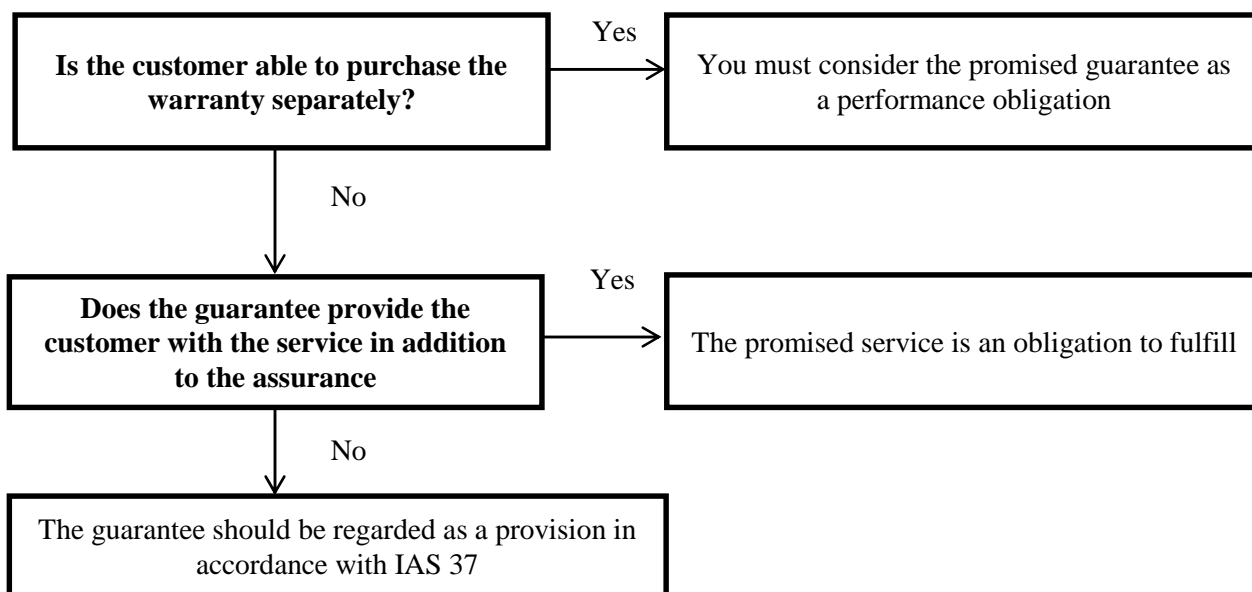 Is the customer able to purchase the
warranty separately?
Yes
You must consider the promised guarantee as
a performance obligation
No
Does the guarantee provide the
customer with the service in addition
to the assurance
Yes
The promised service is an obligation to fulfill
No
The guarantee should be regarded as a provision in
accordance with IAS 37